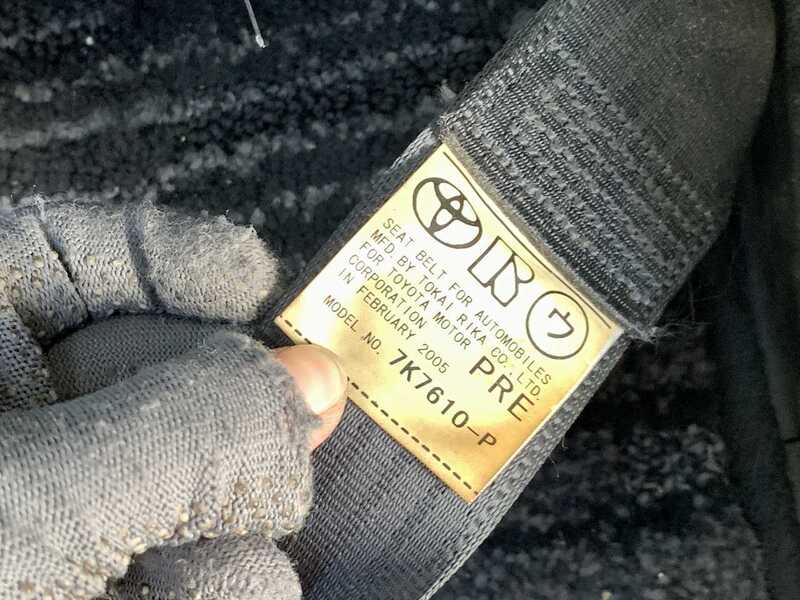 ウ
SEAT BELT FOR AUTOMOBILES
MFD BY TOKAI RIKA CO., LTD.
FOR TOYOTA MOTOR
CORPORATION
IN FEBRUARY 2005 PRE
MODEL NO. 7K7610-P